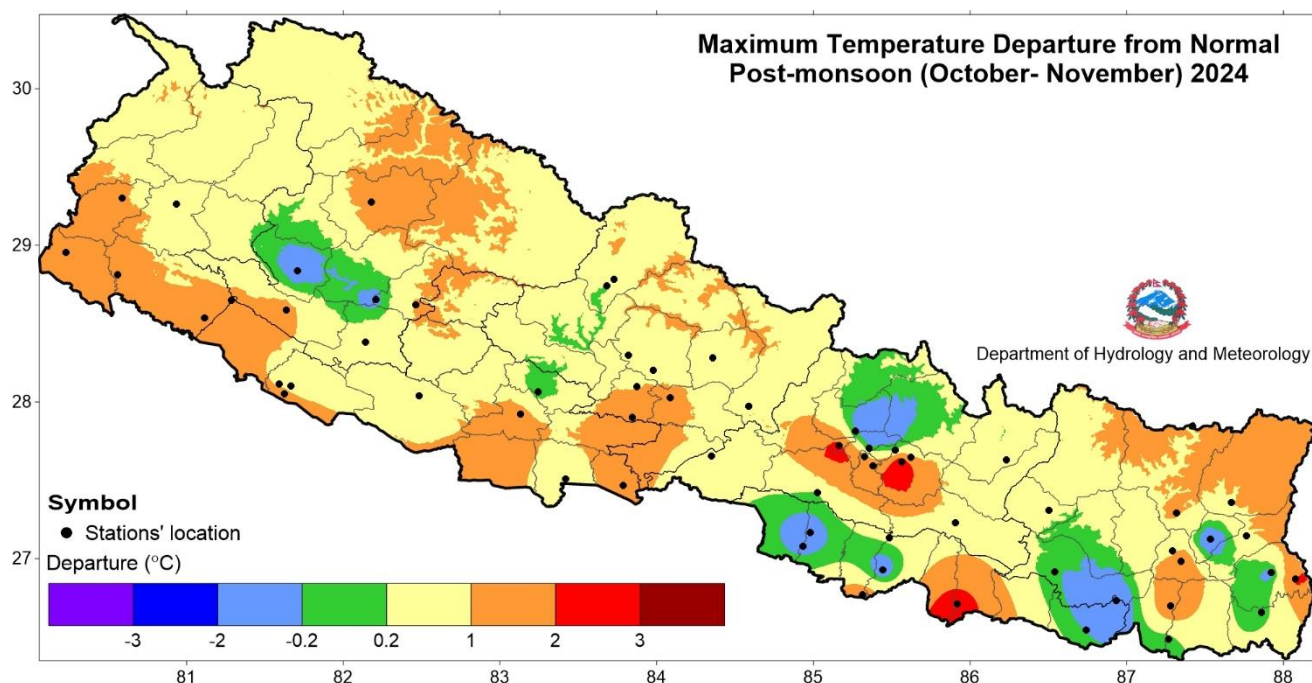 Maximum Temperature Departure from Normal
Post-monsoon (October- November) 2024
30
29
28
27
Department of Hydrology and Meteorology
Symbol
Stations' location
Departure (°C)
-3 -2 -0.2 0.2 1 2 3
81 82 83 84 85 86 87 88